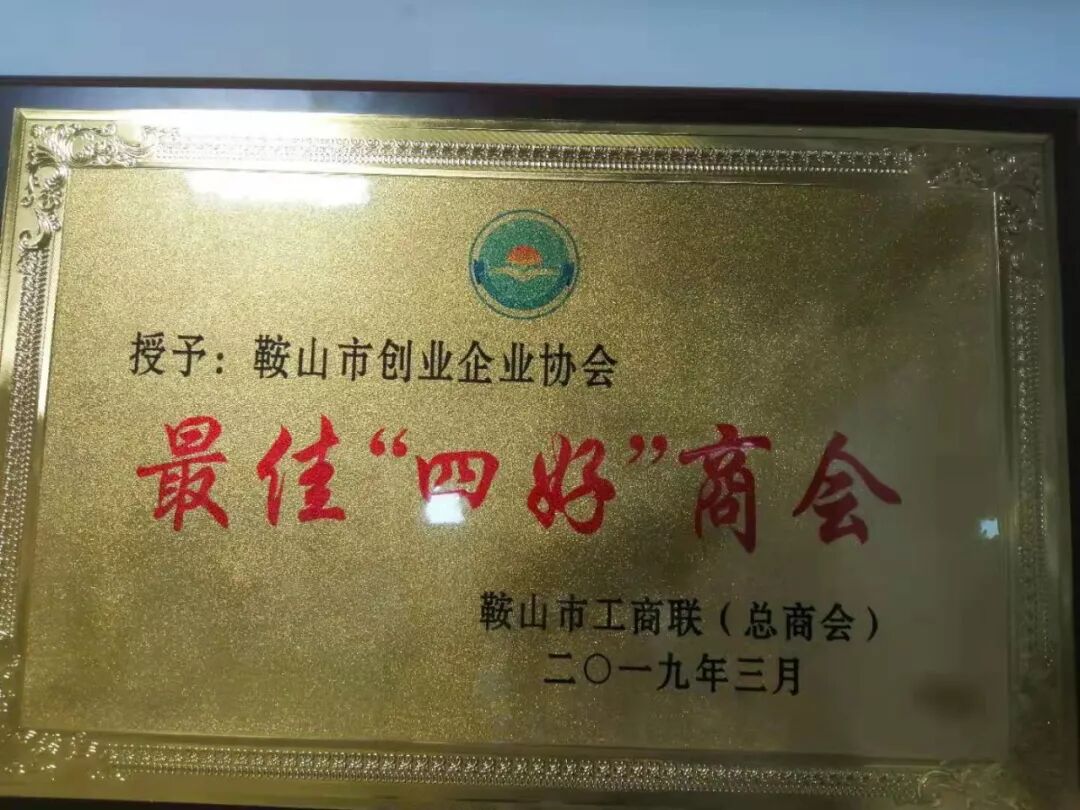 授予：鞍山市创业企业协会
最佳“四好”商会
鞍山市工商联（总商会）
二〇一九年三月